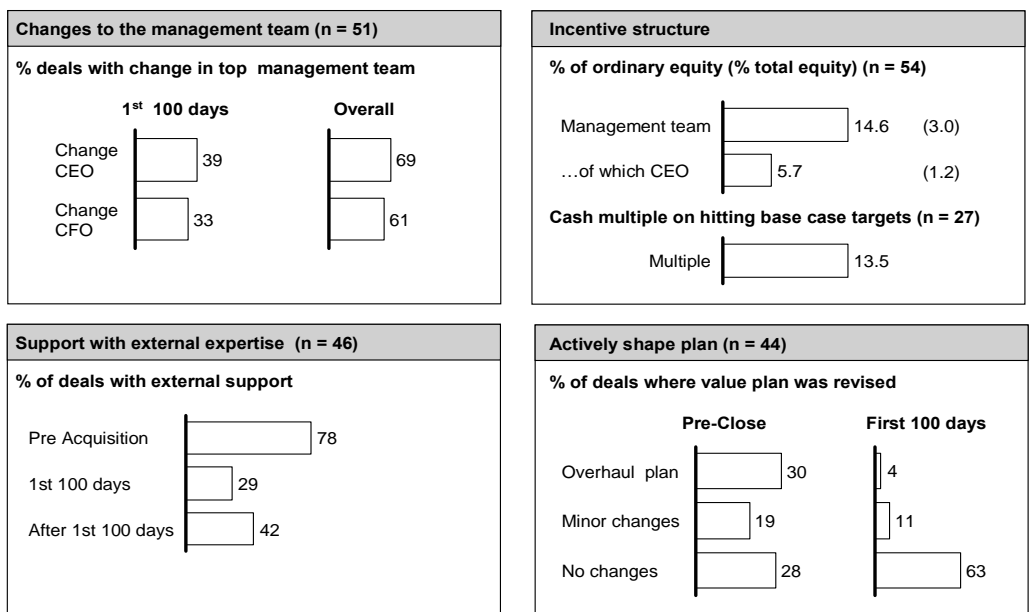 Changes to the management team (n = 51)
% deals with change in top management team
1st 100 days Overall
Change
CEO
39 69
Change
CFO
33 61
Incentive structure
% of ordinary equity (% total equity) (n = 54)
Management team 14.6 (3.0)
…of which CEO 5.7 (1.2)
Cash multiple on hitting base case targets (n = 27)
Multiple 13.5
Support with external expertise (n = 46)
% of deals with external support
Pre Acquisition 78
1st 100 days 29
After 1st 100 days 42
Actively shape plan (n = 44)
% of deals where value plan was revised
Pre-Close First 100 days
Overhaul plan 30 4
Minor changes 19 11
No changes 28 63